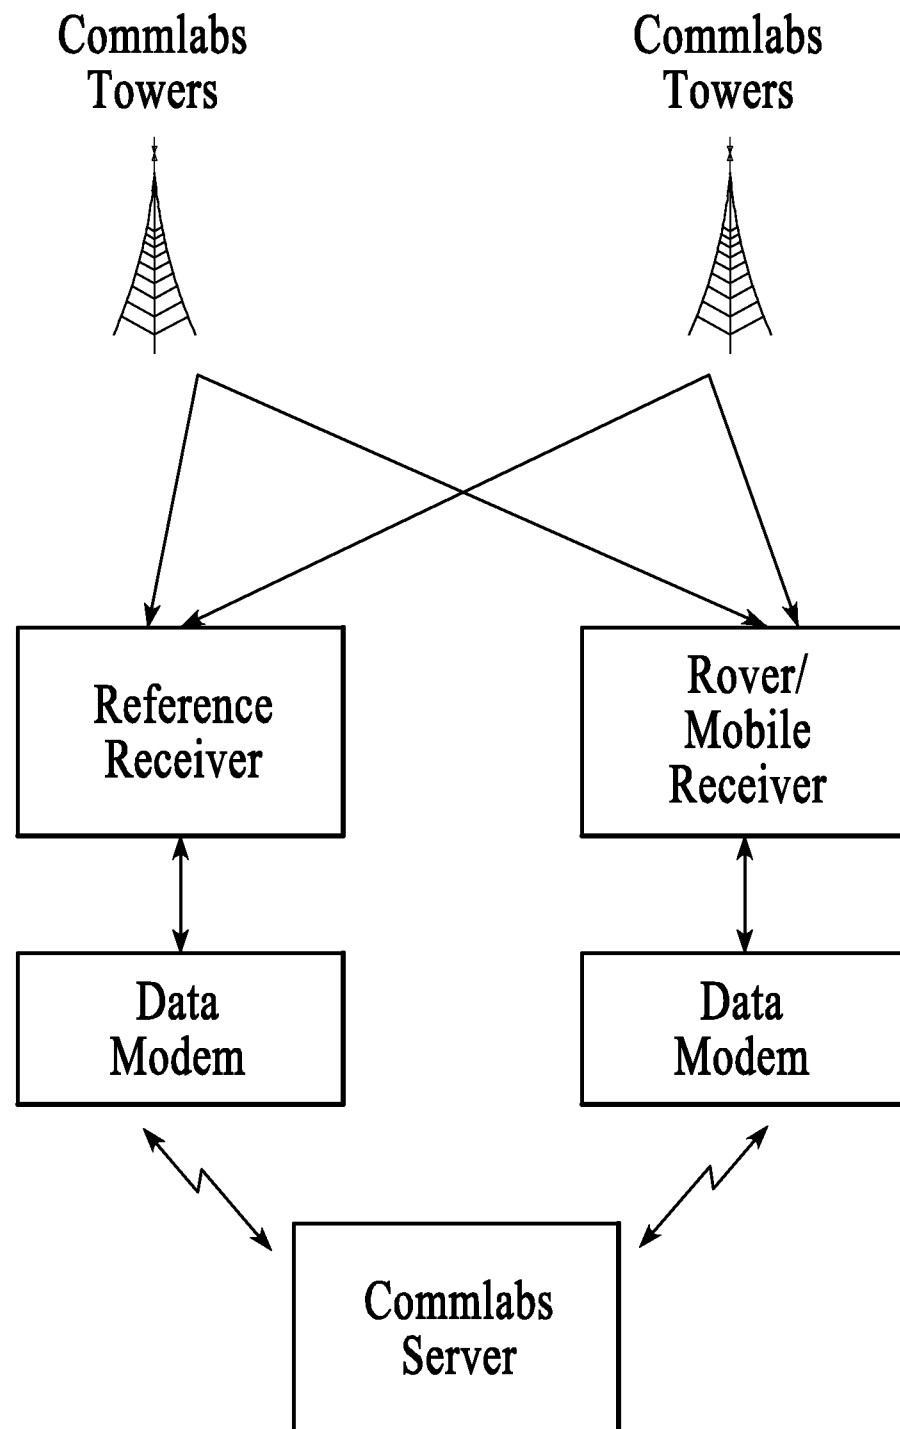 Commlabs
Towers
Commlabs
Towers
Reference
Receiver
Rover/
Mobile
Receiver
Data
Modem
Data
Modem
Commlabs
Server